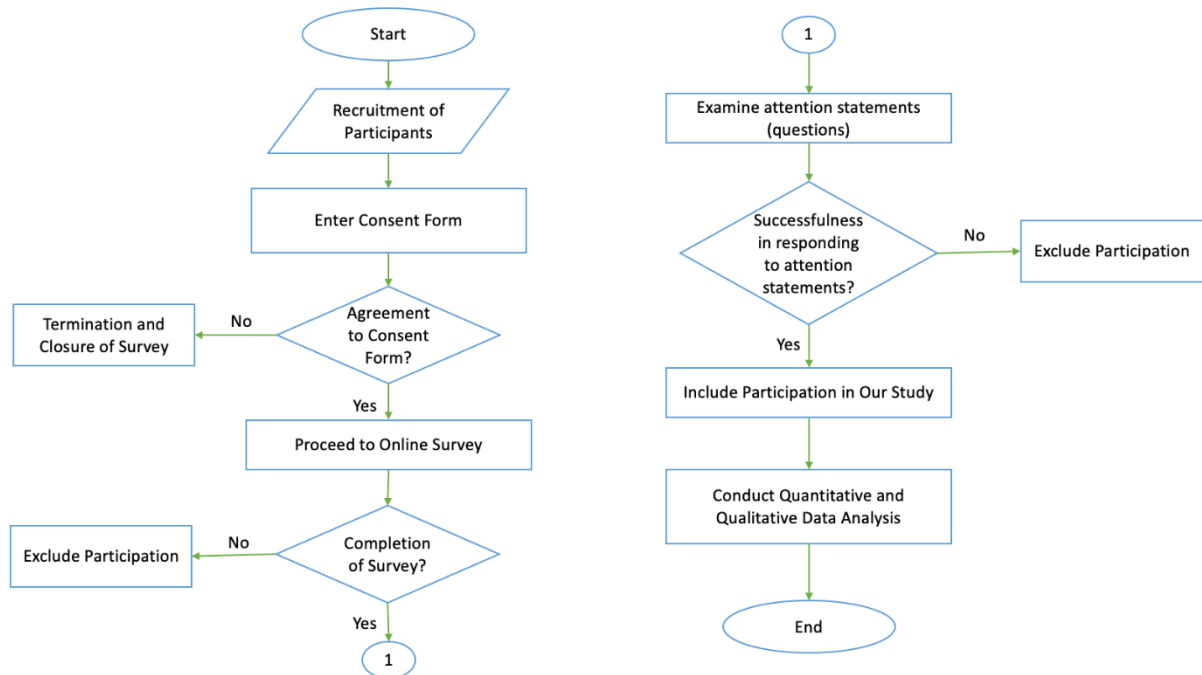 Start
Recruitment of
Participants
Enter Consent Form
Agreement
to Consent
Form?
No
Termination and
Closure of Survey
Yes
Proceed to Online Survey
Completion
of Survey?
No
Exclude Participation
Yes
1
1
Examine attention statements
(questions)
Successfulness
in responding
to attention
statements?
No
Exclude Participation
Yes
Include Participation in Our Study
Conduct Quantitative and
Qualitative Data Analysis
End